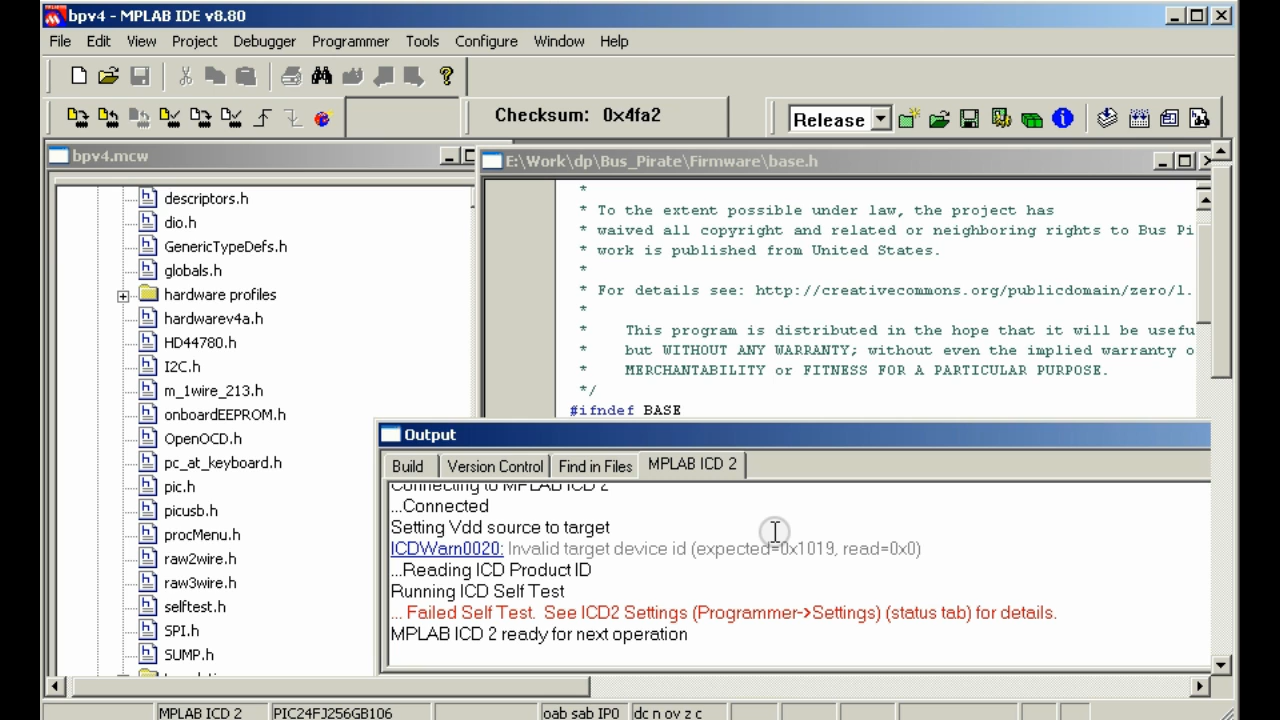 bpv4 - MPLAB IDE v8.80
File Edit View Project Debugger Programmer Tools Configure Window Help
Checksum: 0x4fa2
Release
bpv4.mcw
descriptors.h
dio.h
GenericTypeDefs.h
globals.h
hardware profiles
hardwarev4a.h
HD44780.h
I2C.h
m_1wire_213.h
onboardEEPROM.h
OpenOCD.h
pc_at_keyboard.h
pic.h
picusb.h
procMenu.h
raw2wire.h
raw3wire.h
selftest.h
SPI.h
SUMP.h
E:\Work\dp\Bus_Pirate\Firmware\base.h
*
* To the extent possible under law, the project has
* waived all copyright and related or neighboring rights to Bus Pi
* work is published from United States.
*
* For details see: http://creativecommons.org/publicdomain/zero/1.
*
* This program is distributed in the hope that it will be usefu
* but WITHOUT ANY WARRANTY; without even the implied warranty o
* MERCHANTABILITY or FITNESS FOR A PARTICULAR PURPOSE.
*/
#ifndef BASE
Output
Build Version Control Find in Files MPLAB ICD 2
Connecting to MPLAB ICD 2
...Connected
Setting Vdd source to target
ICDWarn0020: Invalid target device id (expected=0x1019, read=0x0)
...Reading ICD Product ID
Running ICD Self Test
... Failed Self Test. See ICD2 Settings (Programmer->Settings) (status tab) for details.
MPLAB ICD 2 ready for next operation
MPLAB ICD 2 PIC24FJ256GB106 oab sab IP0 dc n ov z c